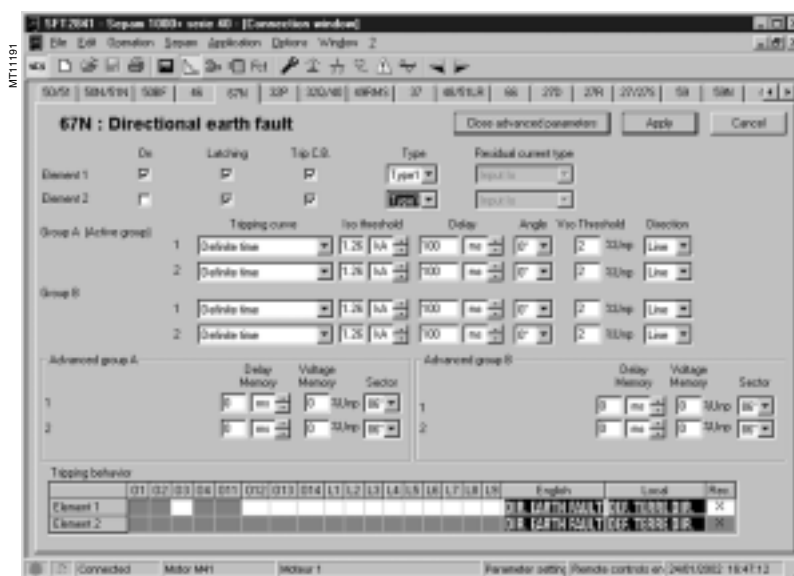 MT11191
SFT2841 - Sepam 1000+ serie 40 - [Connection window]
File Edit Operation Sepam Application Options Window ?
50/51 50N/51N 50BF 46 67N 32P 32Q/40 49RMS 37 48/51LR 66 27D 27R 27/27S 59 59N
67N : Directional earth fault
Close advanced parameters Apply Cancel
On Latching Trip C.B. Type Residual current type
Element 1 Type1 Input Io
Element 2 Type1 Input Io
Group A (Active group)
Tripping curve Iso threshold Delay Angle Vso Threshold Direction
1 Definite time 1.26 kA 100 ms 0° 2 %Unp Line
2 Definite time 1.26 kA 100 ms 0° 2 %Unp Line
Group B
1 Definite time 1.26 kA 100 ms 0° 2 %Unp Line
2 Definite time 1.26 kA 100 ms 0° 2 %Unp Line
Advanced group A
Delay Memory Voltage Memory Sector
1 0 ms 0 %Unp 86°
2 0 ms 0 %Unp 86°
Advanced group B
Delay Memory Voltage Memory Sector
1 0 ms 0 %Unp 86°
2 0 ms 0 %Unp 86°
Tripping behavior
O1 O2 O3 O4 O11 O12 O13 O14 L1 L2 L3 L4 L5 L6 L7 L8 L9 English Local Rec
Element 1 DIR. EARTH FAULT DEF. TERRE DIR. X
Element 2 DIR. EARTH FAULT DEF. TERRE DIR. X
Connected Motor M41 Moteur 1 Parameter setting Remote controls en 24/01/2002 16:47:12